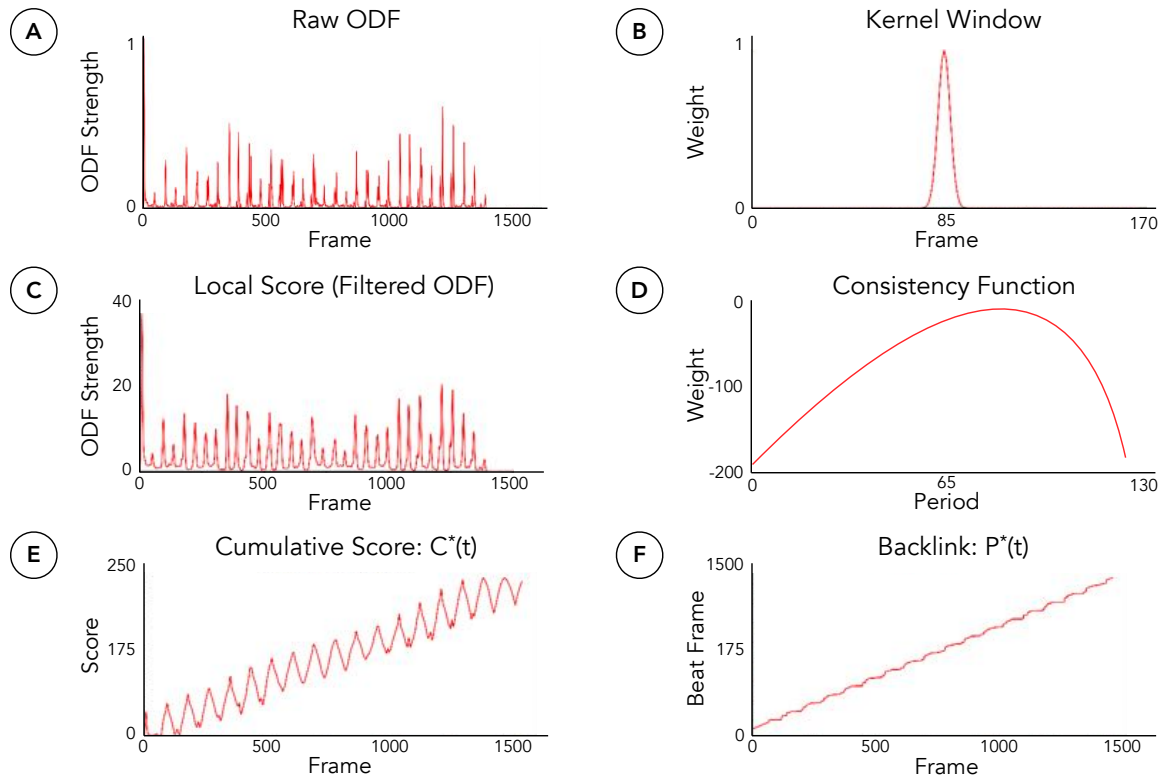 A
Raw ODF
1
ODF Strength
0
0 500 1000 1500
Frame
B
Kernel Window
1
Weight
0
0 85 170
Frame
C
Local Score (Filtered ODF)
40
20
0
ODF Strength
0 500 1000 1500
Frame
D
Consistency Function
0
-100
-200
Weight
0 65 130
Period
E
Cumulative Score: C*(t)
250
175
0
Score
0 500 1000 1500
Frame
F
Backlink: P*(t)
1500
175
0
Beat Frame
0 500 1000 1500
Frame